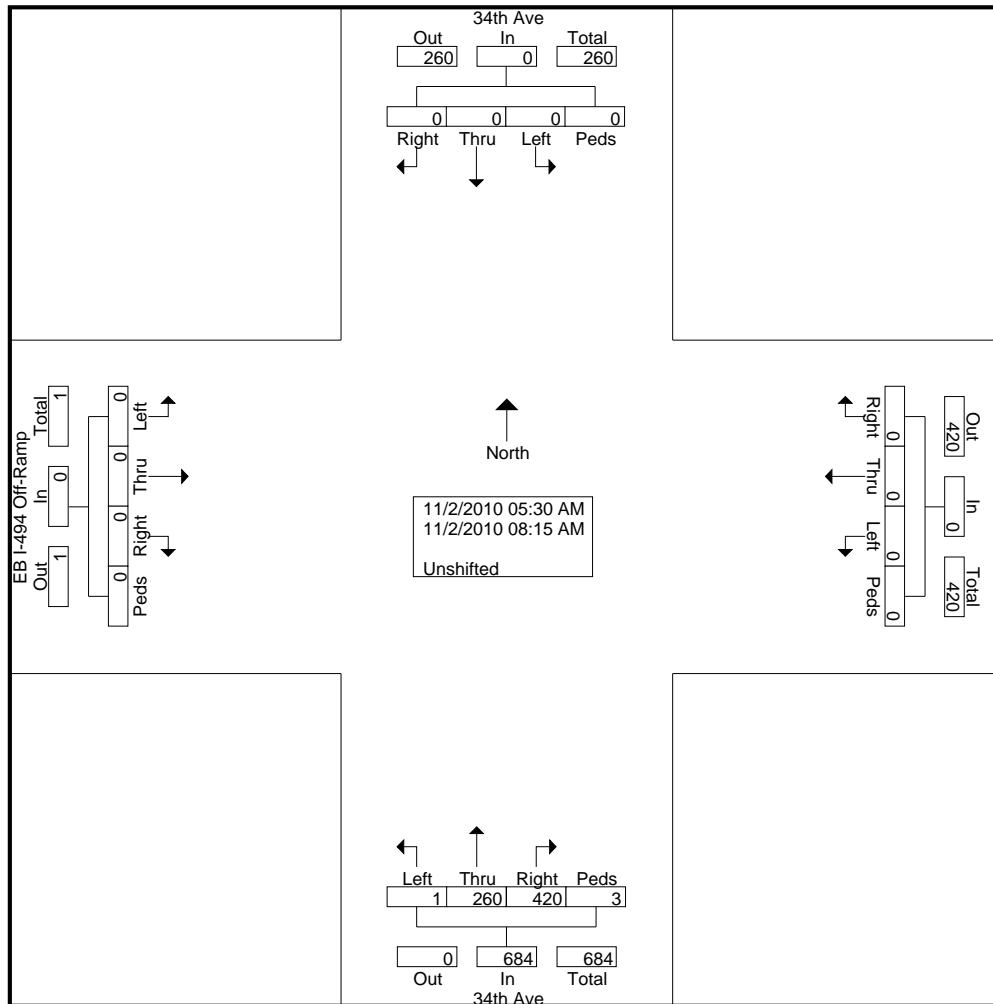 34th Ave
Out In Total
260 0 260
0 0 0 0
Right Thru Left Peds
EB I-494 Off-Ramp
Total In Out
1 0 1
0 0 0 0
Left Thru Right Peds
North
11/2/2010 05:30 AM
11/2/2010 08:15 AM
Unshifted
Right Thru Left Peds
0 0 0 0
Out In Total
420 0 420
Left Thru Right Peds
1 260 420 3
0 684 684
Out In Total
34th Ave